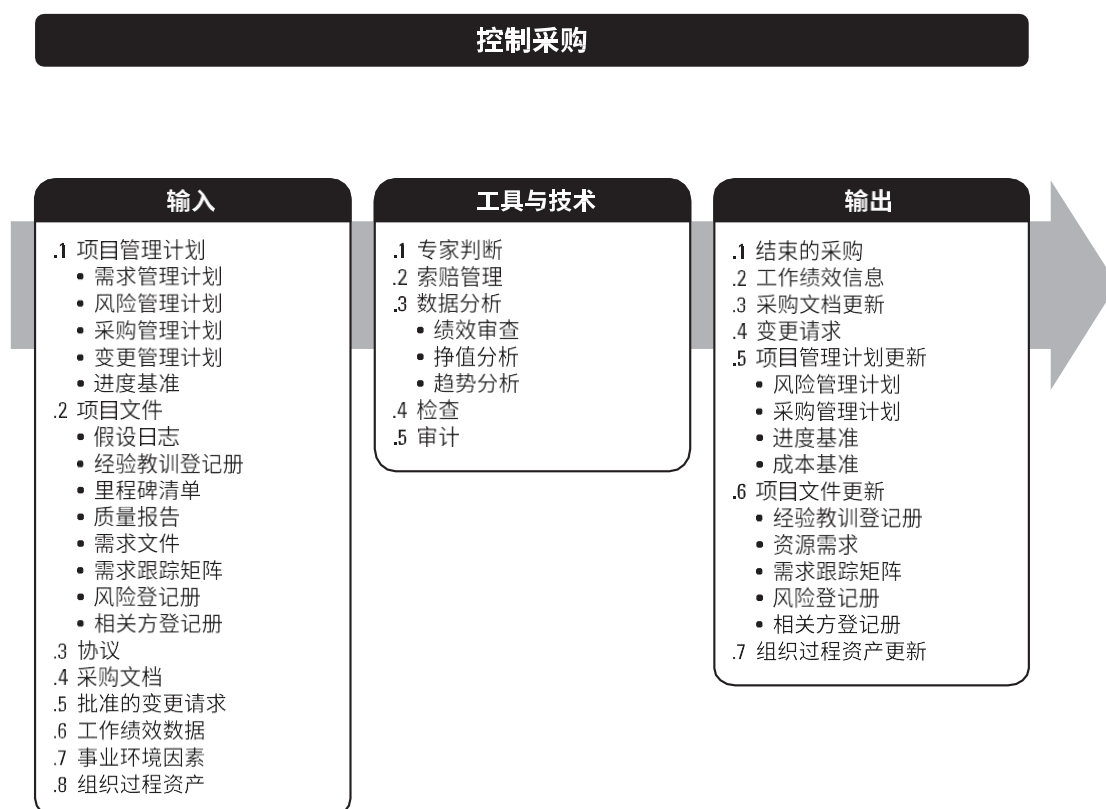 控制采购
输入
.1 项目管理计划
• 需求管理计划
• 风险管理计划
• 采购管理计划
• 变更管理计划
• 进度基准
.2 项目文件
• 假设日志
• 经验教训登记册
• 里程碑清单
• 质量报告
• 需求文件
• 需求跟踪矩阵
• 风险登记册
• 相关方登记册
.3 协议
.4 采购文档
.5 批准的变更请求
.6 工作绩效数据
.7 事业环境因素
.8 组织过程资产
工具与技术
.1 专家判断
.2 索赔管理
.3 数据分析
• 绩效审查
• 挣值分析
• 趋势分析
.4 检查
.5 审计
输出
.1 结束的采购
.2 工作绩效信息
.3 采购文档更新
.4 变更请求
.5 项目管理计划更新
• 风险管理计划
• 采购管理计划
• 进度基准
• 成本基准
.6 项目文件更新
• 经验教训登记册
• 资源需求
• 需求跟踪矩阵
• 风险登记册
• 相关方登记册
.7 组织过程资产更新